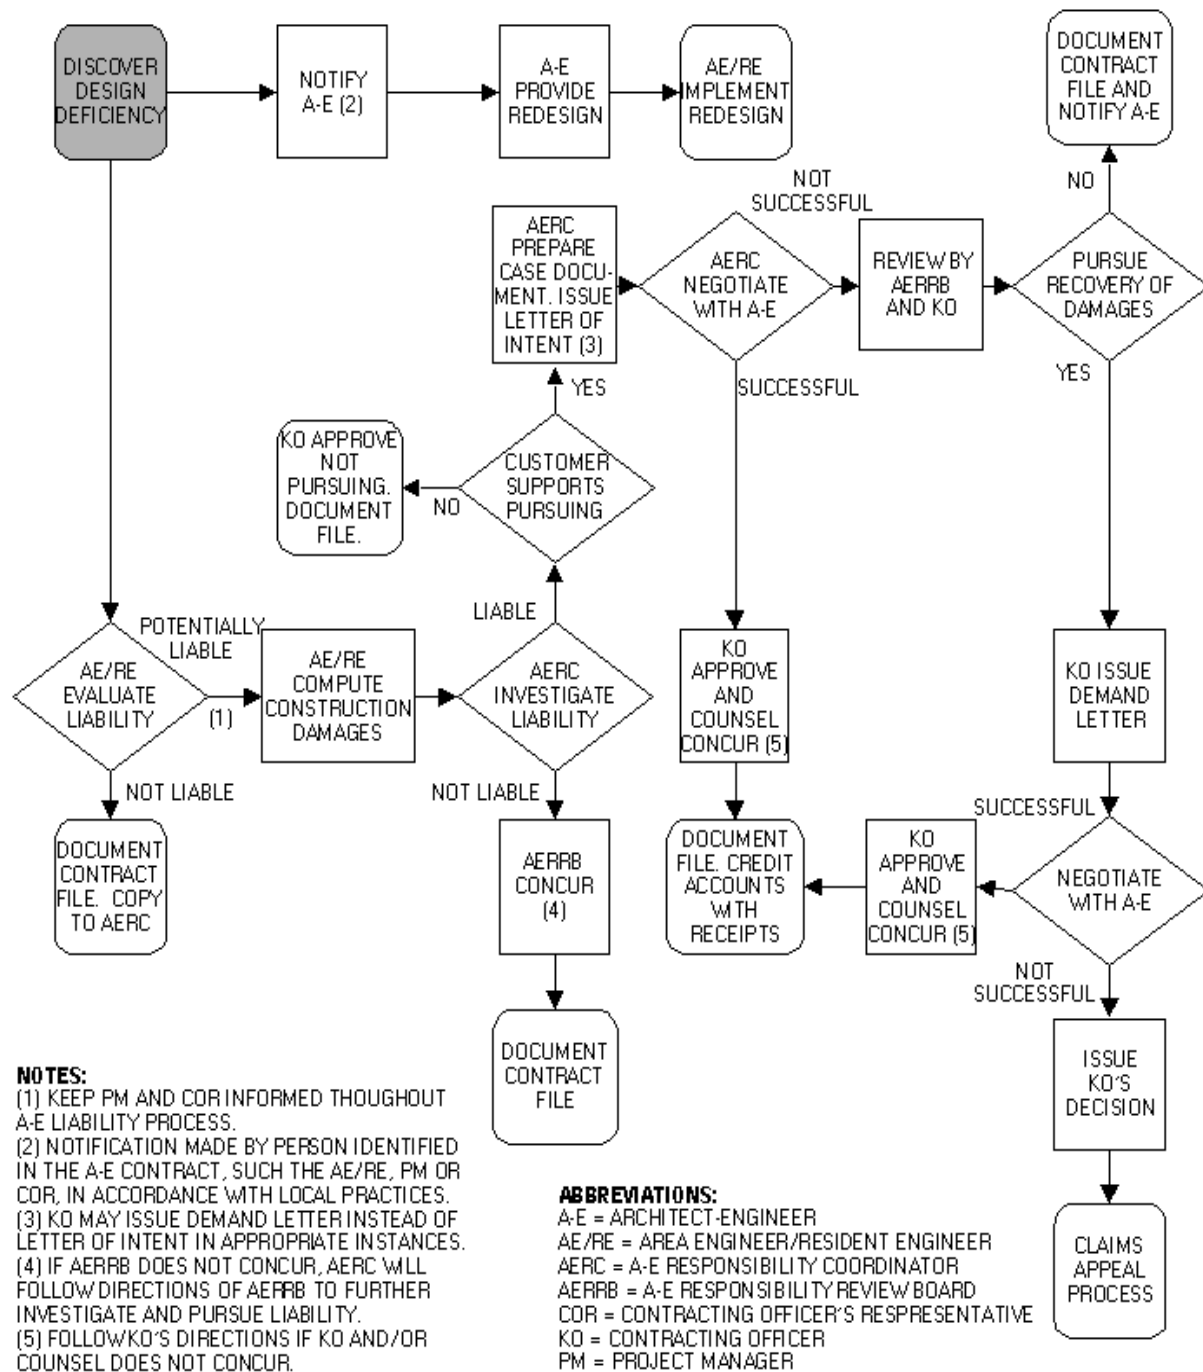 DISCOVER
DESIGN
DEFICIENCY
NOTIFY
A-E (2)
A-E
PROVIDE
REDESIGN
AE/RE
IMPLEMENT
REDESIGN
DOCUMENT
CONTRACT
FILE AND
NOTIFY A-E
NO
NOT
SUCCESSFUL
AERC
PREPARE
CASE DOCU-
MENT. ISSUE
LETTER OF
INTENT (3)
AERC
NEGOTIATE
WITH A-E
REVIEW BY
AERRB
AND KO
PURSUE
RECOVERY OF
DAMAGES
YES
SUCCESSFUL
YES
KO APPROVE
NOT
PURSUING.
DOCUMENT
FILE.
NO
CUSTOMER
SUPPORTS
PURSUING
LIABLE
POTENTIALLY
LIABLE
AE/RE
EVALUATE
LIABILITY
(1)
AE/RE
COMPUTE
CONSTRUCTION
DAMAGES
AERC
INVESTIGATE
LIABILITY
KO
APPROVE
AND
COUNSEL
CONCUR (5)
KO ISSUE
DEMAND
LETTER
NOT LIABLE
NOT LIABLE
SUCCESSFUL
DOCUMENT
CONTRACT
FILE. COPY
TO AERC
AERRB
CONCUR
(4)
DOCUMENT
FILE. CREDIT
ACCOUNTS
WITH
RECEIPTS
KO
APPROVE
AND
COUNSEL
CONCUR (5)
NEGOTIATE
WITH A-E
NOT
SUCCESSFUL
DOCUMENT
CONTRACT
FILE
ISSUE
KO'S
DECISION
CLAIMS
APPEAL
PROCESS
NOTES:
(1) KEEP PM AND COR INFORMED THOUGHOUT
A-E LIABILITY PROCESS.
(2) NOTIFICATION MADE BY PERSON IDENTIFIED
IN THE A-E CONTRACT, SUCH THE AE/RE, PM OR
COR, IN ACCORDANCE WITH LOCAL PRACTICES.
(3) KO MAY ISSUE DEMAND LETTER INSTEAD OF
LETTER OF INTENT IN APPROPRIATE INSTANCES.
(4) IF AERRB DOES NOT CONCUR, AERC WILL
FOLLOW DIRECTIONS OF AERRB TO FURTHER
INVESTIGATE AND PURSUE LIABILITY.
(5) FOLLOW KO'S DIRECTIONS IF KO AND/OR
COUNSEL DOES NOT CONCUR.
ABBREVIATIONS:
A-E = ARCHITECT-ENGINEER
AE/RE = AREA ENGINEER/RESIDENT ENGINEER
AERC = A-E RESPONSIBILITY COORDINATOR
AERRB = A-E RESPONSIBILITY REVIEW BOARD
COR = CONTRACTING OFFICER'S RESPRESENTATIVE
KO = CONTRACTING OFFICER
PM = PROJECT MANAGER